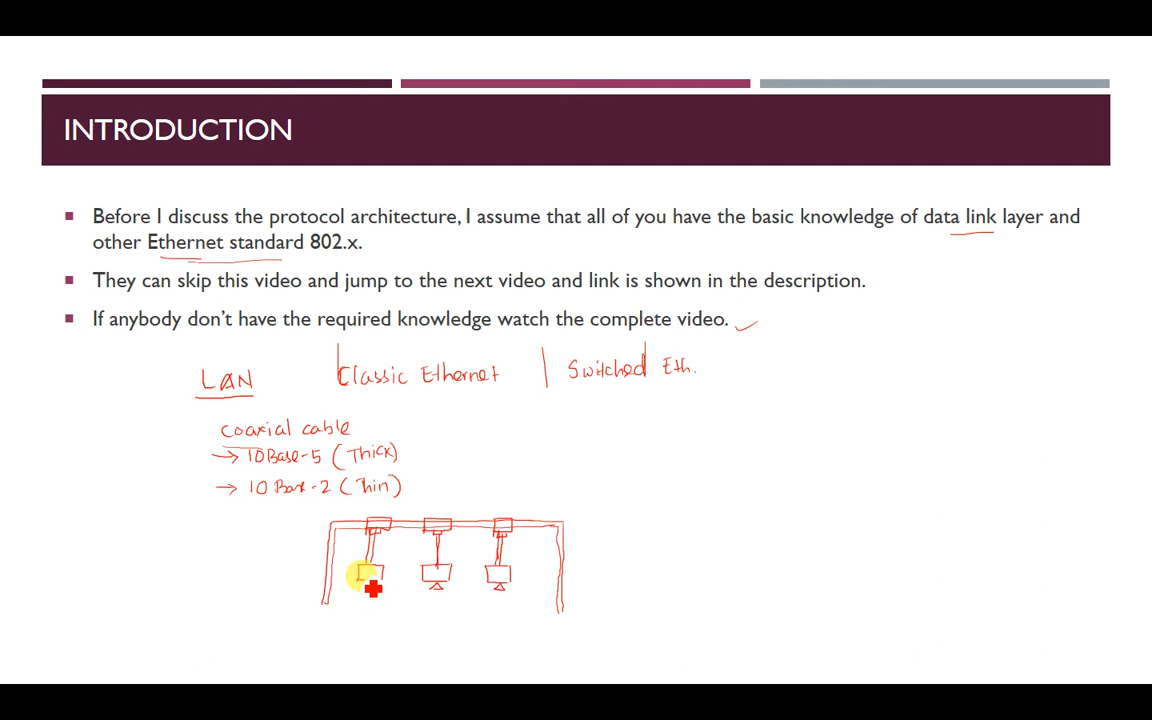 INTRODUCTION
Before I discuss the protocol architecture, I assume that all of you have the basic knowledge of data link layer and
other Ethernet standard 802.x.
They can skip this video and jump to the next video and link is shown in the description.
If anybody don't have the required knowledge watch the complete video.
LAN Classic Ethernet | Switched Eth.
coaxial cable
→ 10Base-5 (Thick)
→ 10 Base-2 (Thin)